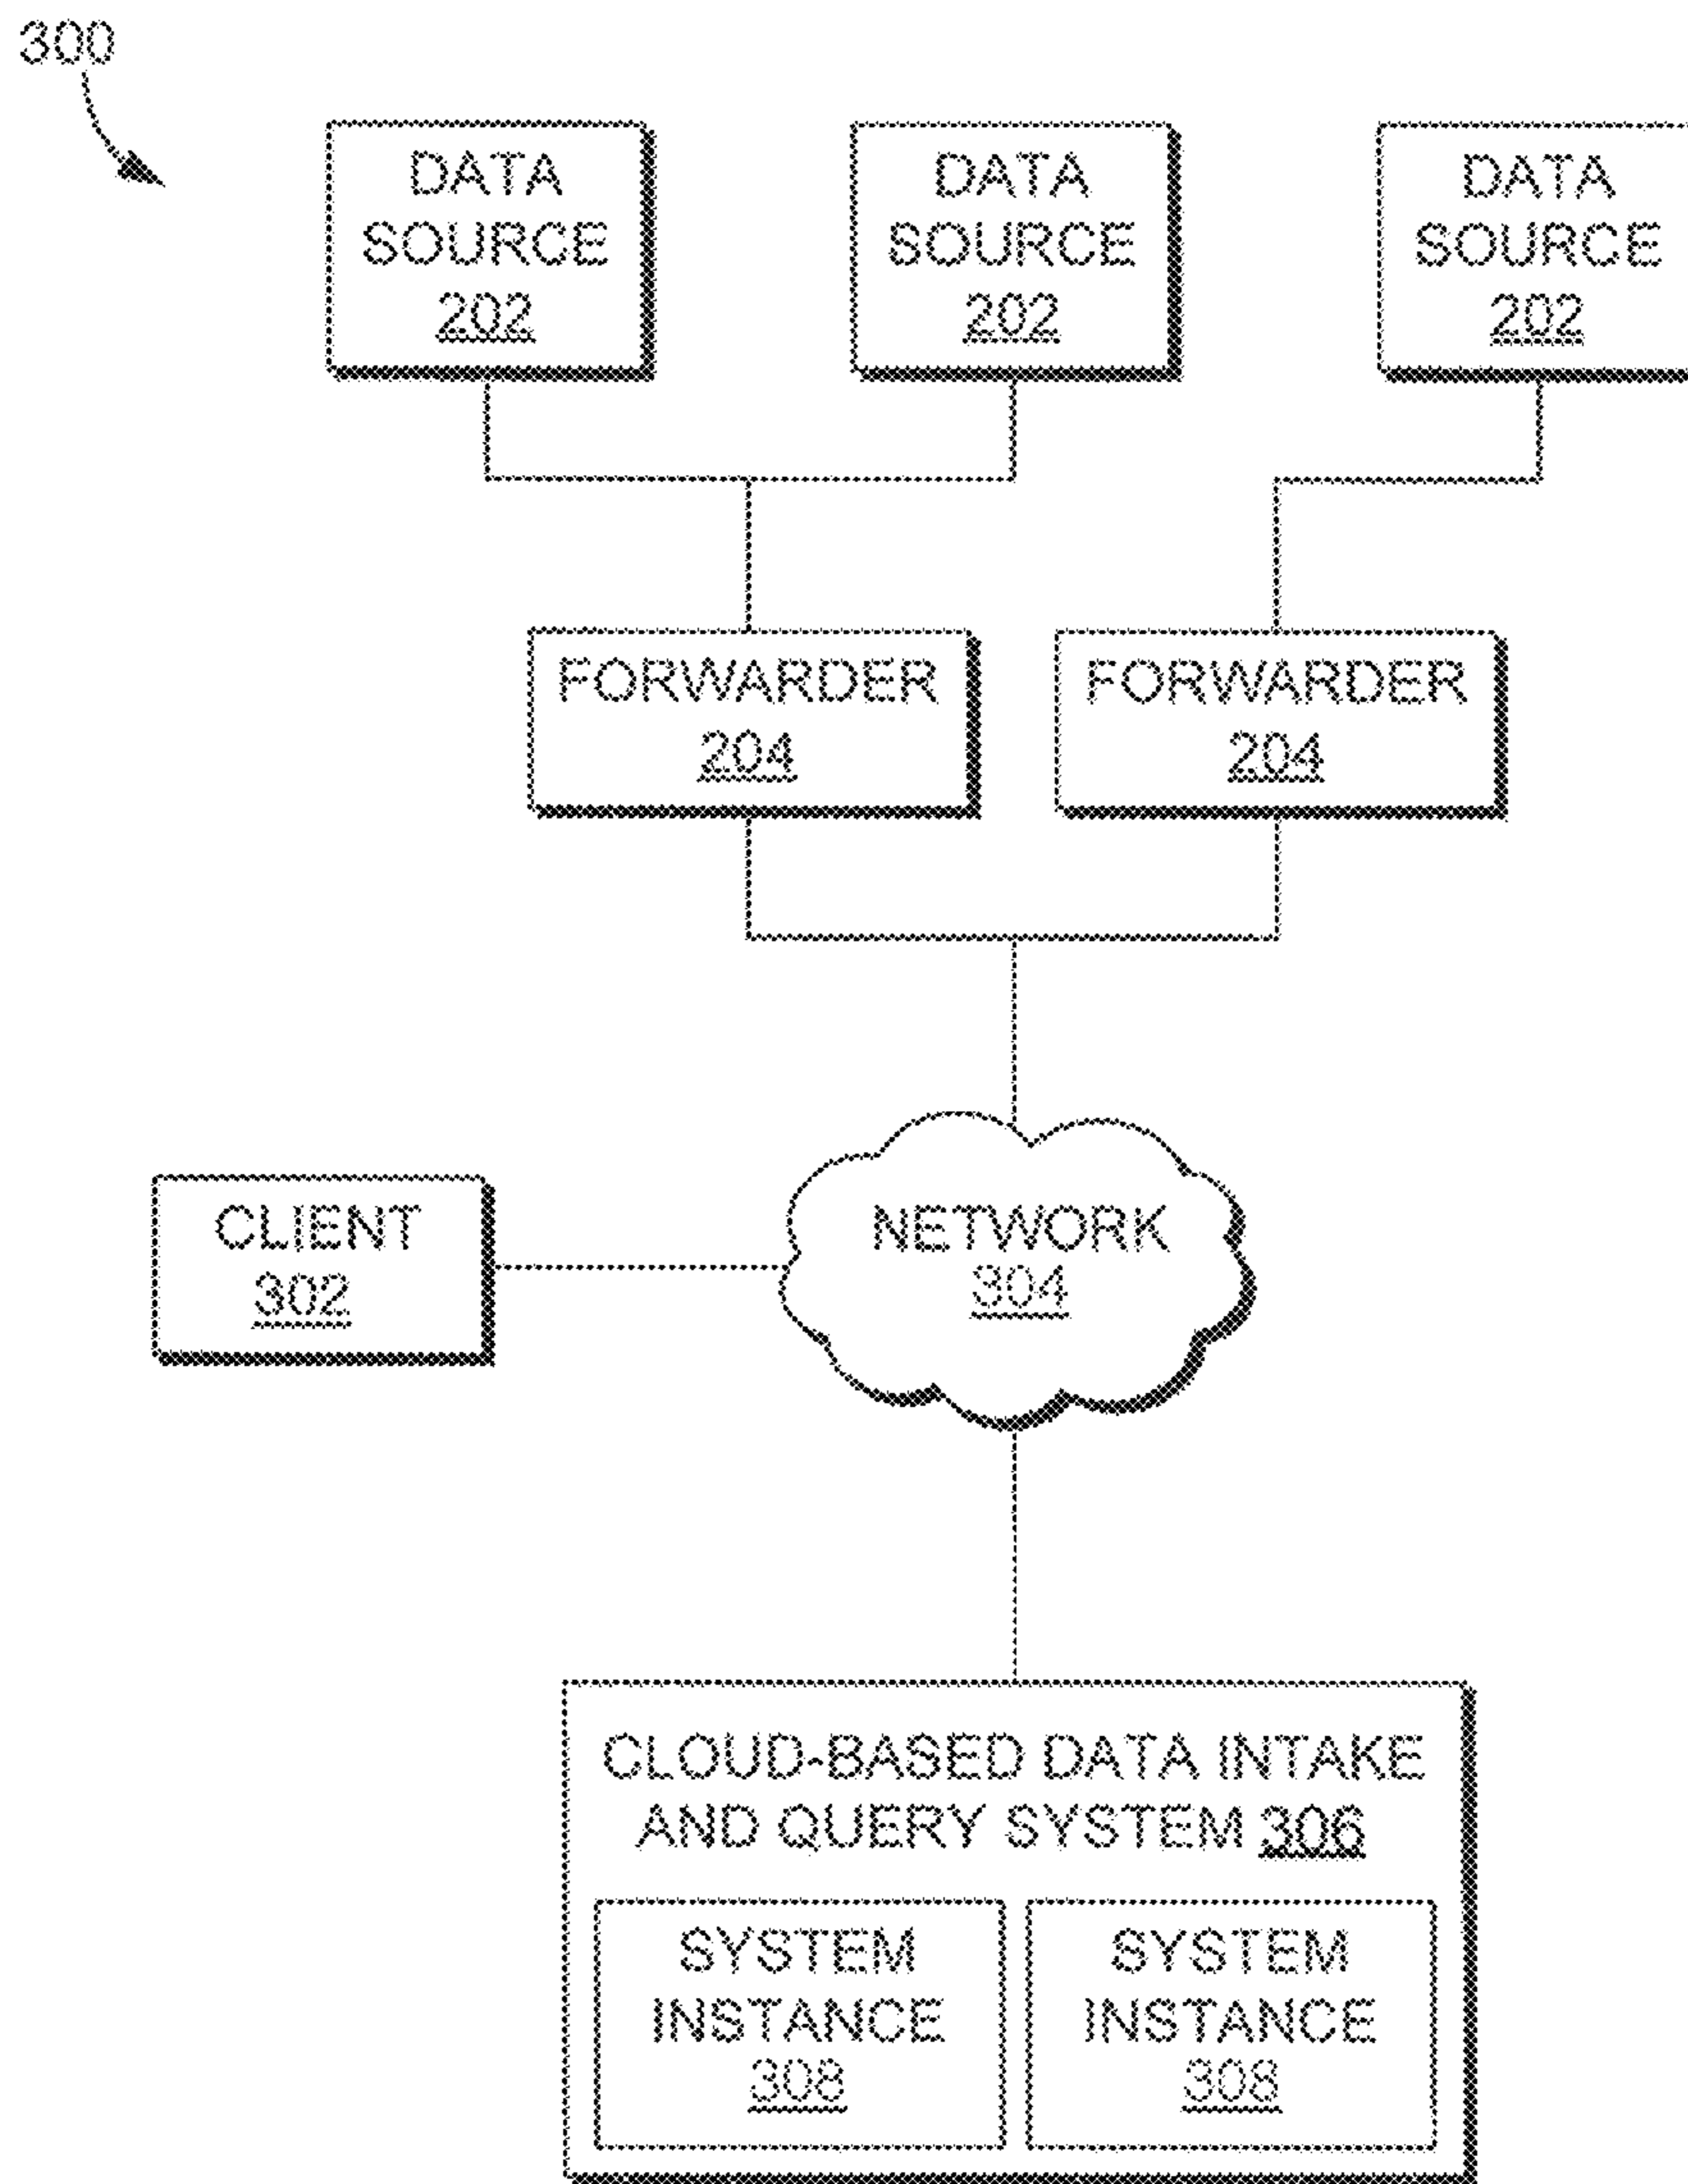 300
DATA
SOURCE
202
DATA
SOURCE
202
DATA
SOURCE
202
FORWARDER
204
FORWARDER
204
CLIENT
302
NETWORK
304
CLOUD-BASED DATA INTAKE
AND QUERY SYSTEM 306
SYSTEM
INSTANCE
308
SYSTEM
INSTANCE
308